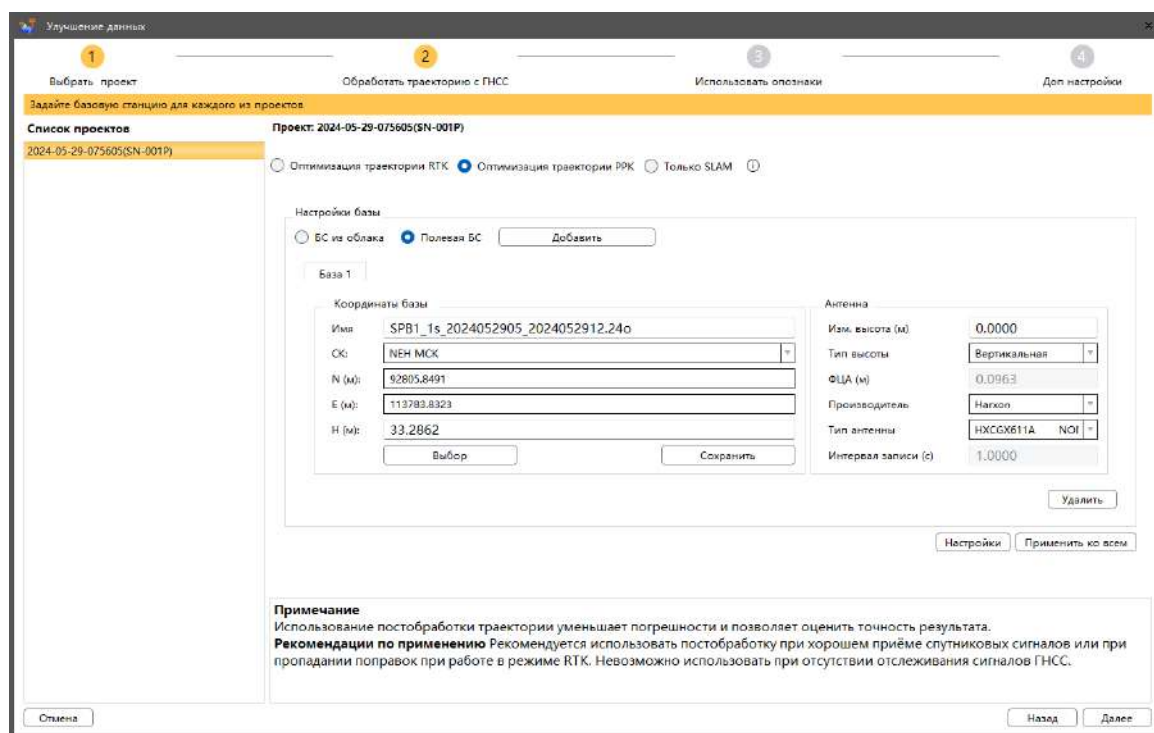 Улучшение данных
1 2 3 4
Выбрать проект Обработать траекторию с ГНСС Использовать опознаки Доп настройки
Задайте базовую станцию для каждого из проектов
Список проектов
2024-05-29-075605(SN-001P)
Проект: 2024-05-29-075605(SN-001P)
Оптимизация траектории RTK Оптимизация траектории PPK Только SLAM
Настройки базы
БС из облака Полевая БС Добавить
База 1
Координаты базы
Имя SPB1_1s_2024052905_2024052912.24o
СК: NEH МСК
N (м): 92805.8491
E (м): 113783.8323
H (м): 33.2862
Выбор Сохранить
Антенна
Изм. высота (м) 0.0000
Тип высоты Вертикальная
ФЦА (м) 0.0963
Производитель Harxon
Тип антенны HXCGX611A NOI
Интервал записи (с) 1.0000
Удалить
Настройки Применить ко всем
Примечание
Использование постобработки траектории уменьшает погрешности и позволяет оценить точность результата.
Рекомендации по применению Рекомендуется использовать постобработку при хорошем приёме спутниковых сигналов или при
пропадании поправок при работе в режиме RTK. Невозможно использовать при отсутствии отслеживания сигналов ГНСС.
Отмена Назад Далее